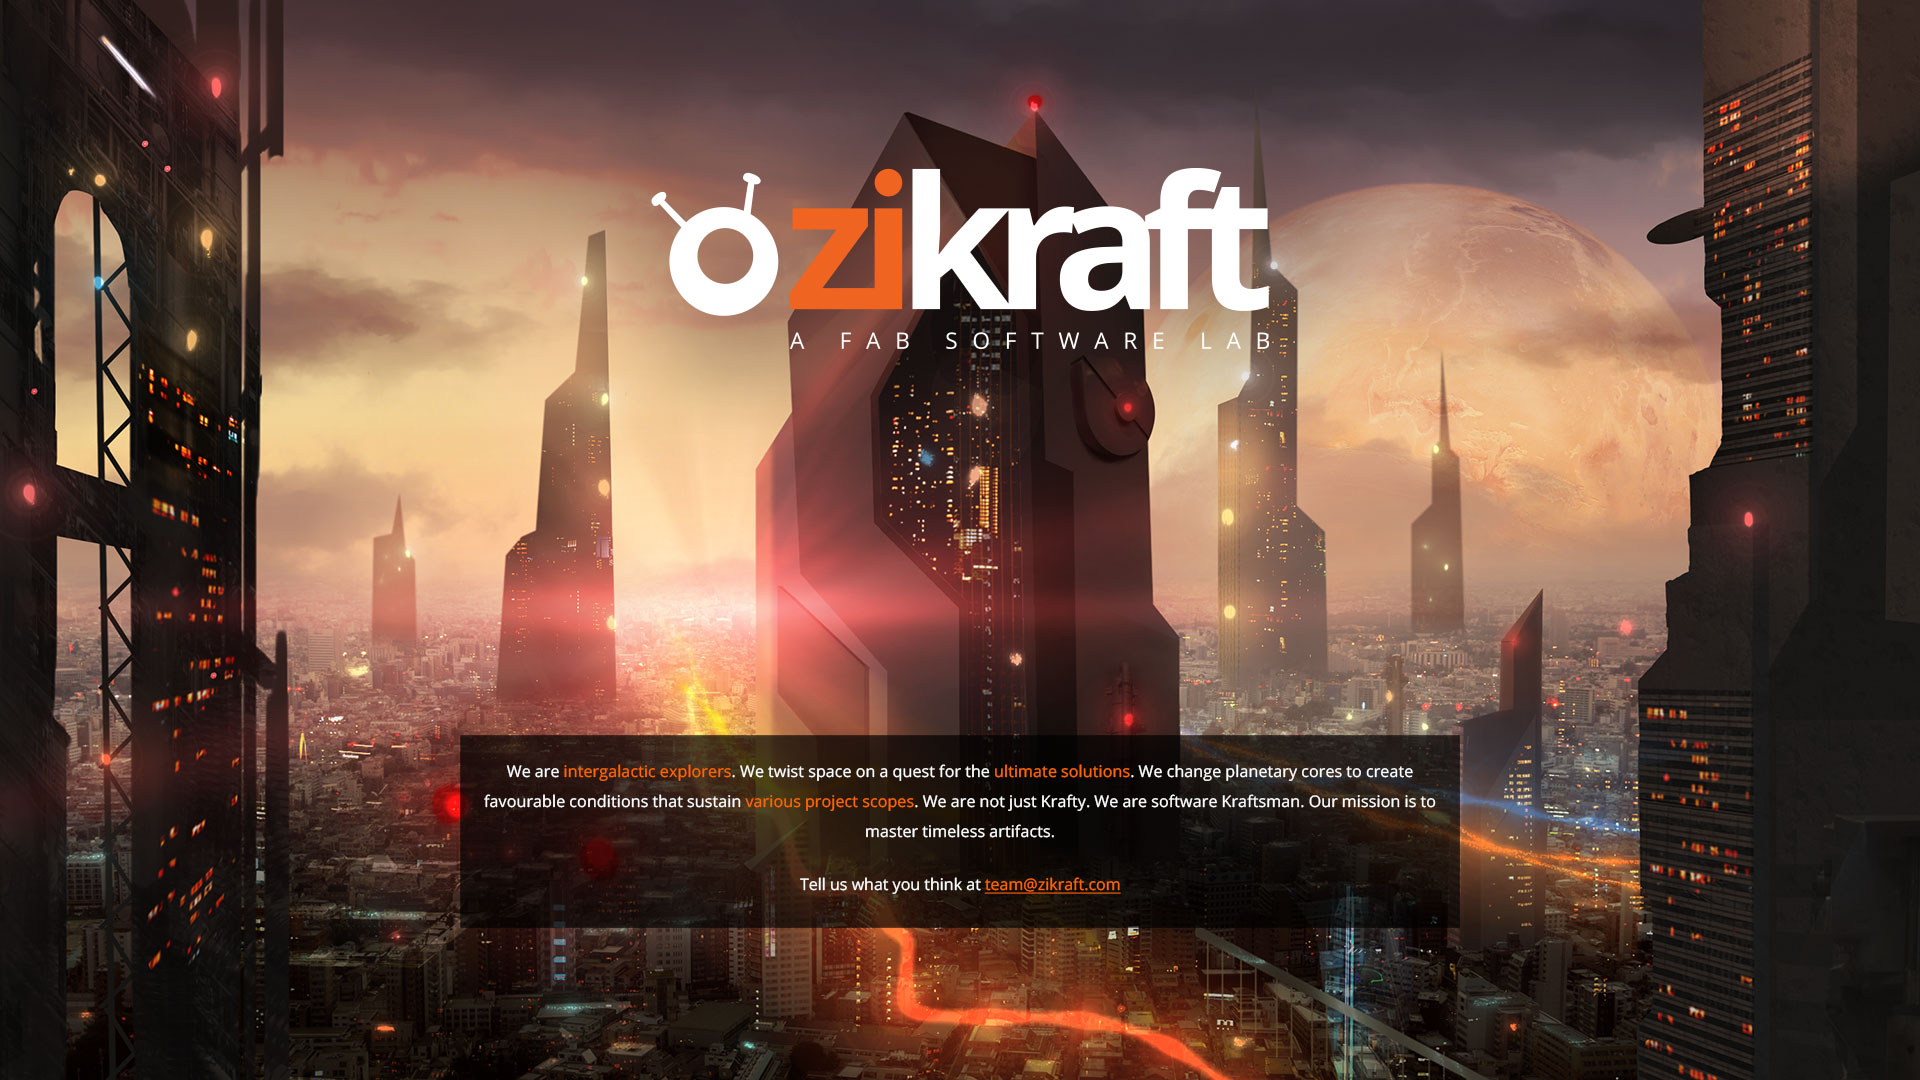 zikraft
A FAB SOFTWARE LAB
We are intergalactic explorers. We twist space on a quest for the ultimate solutions. We change planetary cores to create
favourable conditions that sustain various project scopes. We are not just Krafty. We are software Kraftsman. Our mission is to
master timeless artifacts.
Tell us what you think at team@zikraft.com